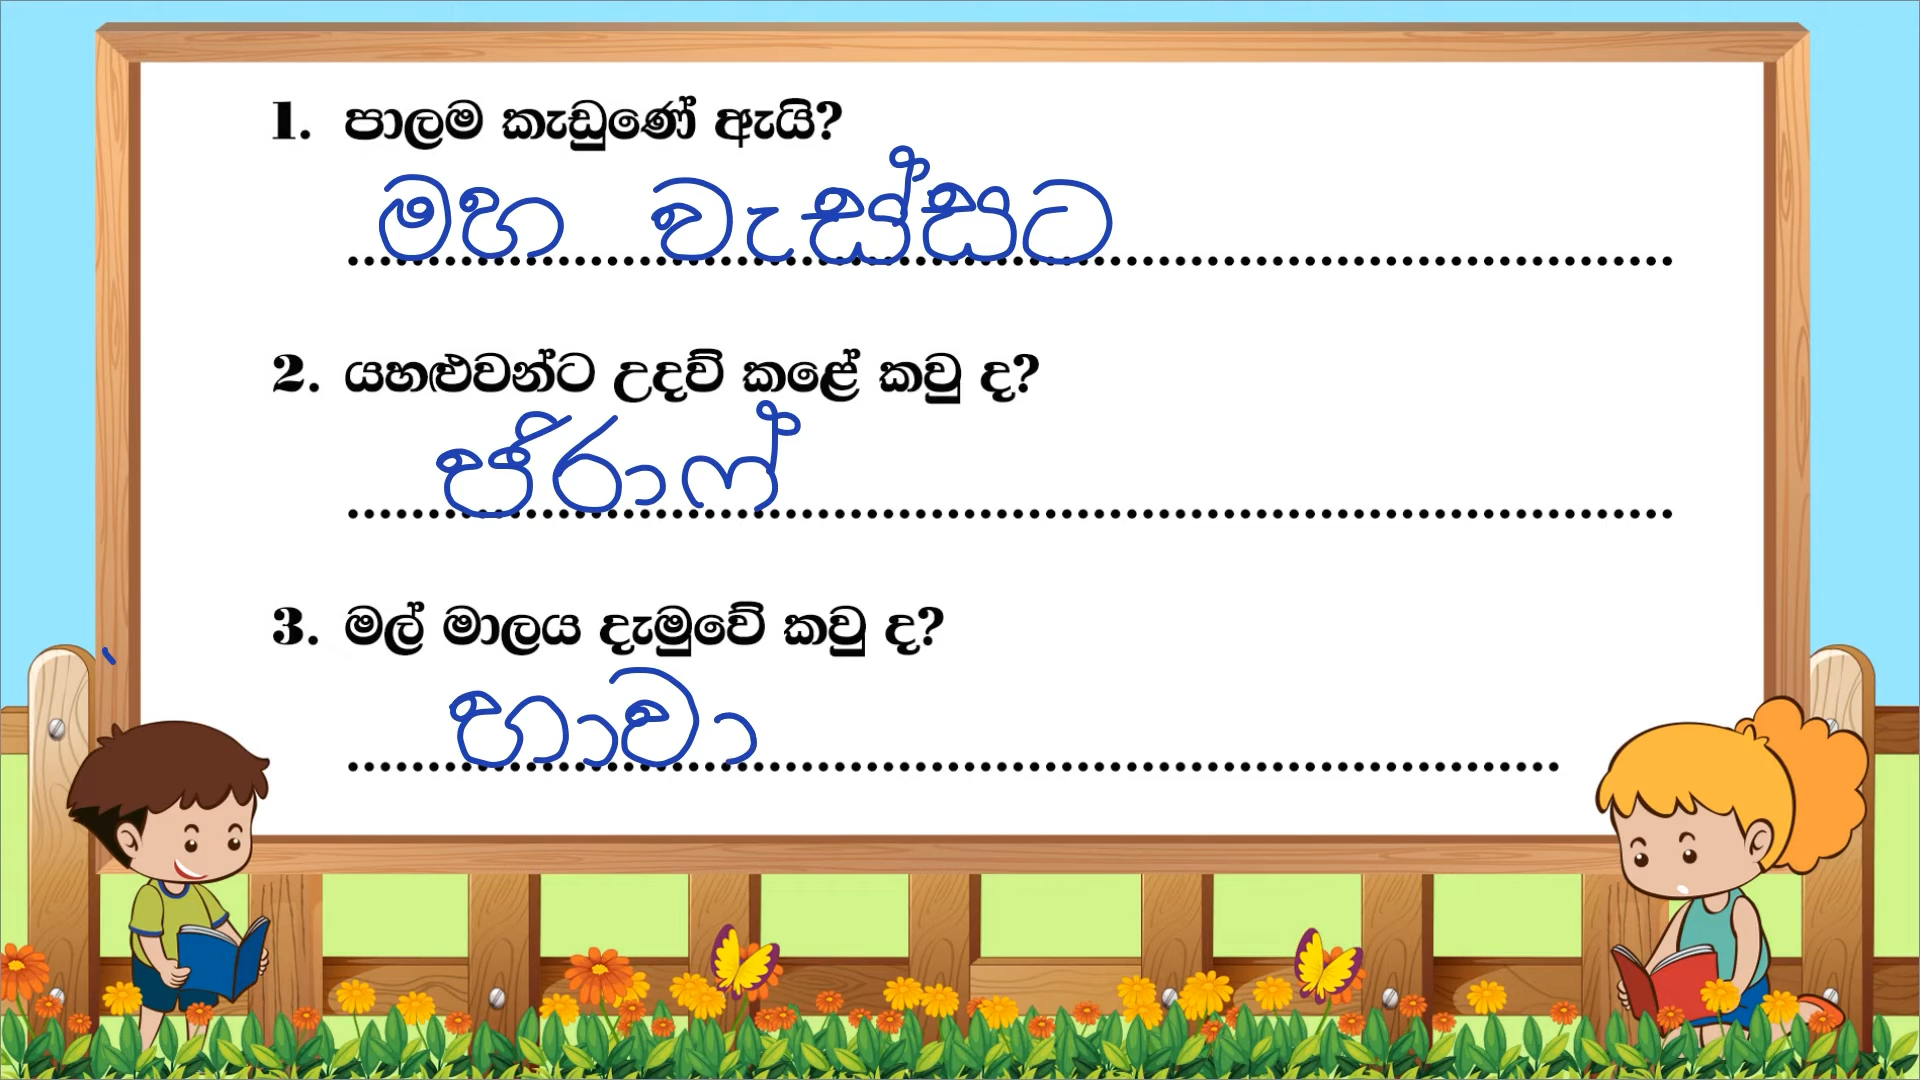 1. පාලම කැඩුණේ ඇයි?
මහ වැස්සට
2. යහළුවන්ට උදව් කළේ කවු ද?
ජිරාෆ්
3. මල් මාලය දැමුවේ කවු ද?
හාවා